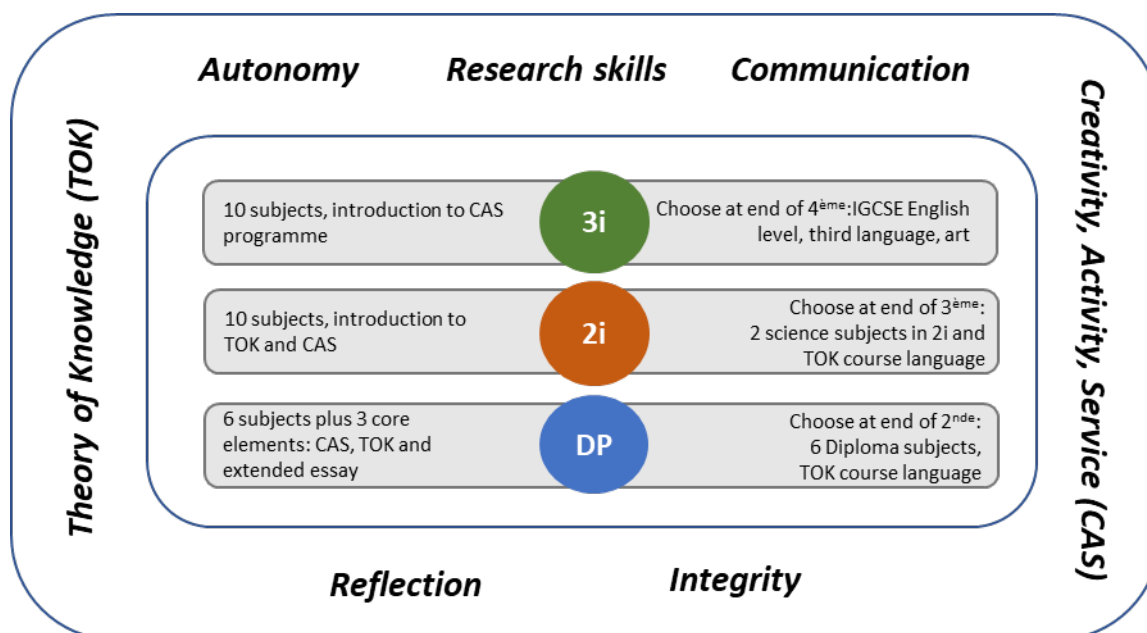 Autonomy
Research skills
Communication
Theory of Knowledge (TOK)
Creativity, Activity, Service (CAS)
10 subjects, introduction to CAS
programme
3i
Choose at end of 4ème:IGCSE English
level, third language, art
10 subjects, introduction to
TOK and CAS
2i
Choose at end of 3ème:
2 science subjects in 2i and
TOK course language
6 subjects plus 3 core
elements: CAS, TOK and
extended essay
DP
Choose at end of 2nde:
6 Diploma subjects,
TOK course language
Reflection
Integrity